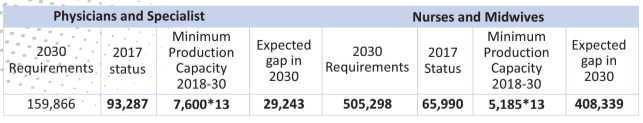 Physicians and Specialist Nurses and Midwives
2030 Requirements 2017 status Minimum Production Capacity 2018-30 Expected gap in 2030 2030 Requirements 2017 Status Minimum Production Capacity 2018-30 Expected gap in 2030
159,866 93,287 7,600*13 29,243 505,298 65,990 5,185*13 408,339